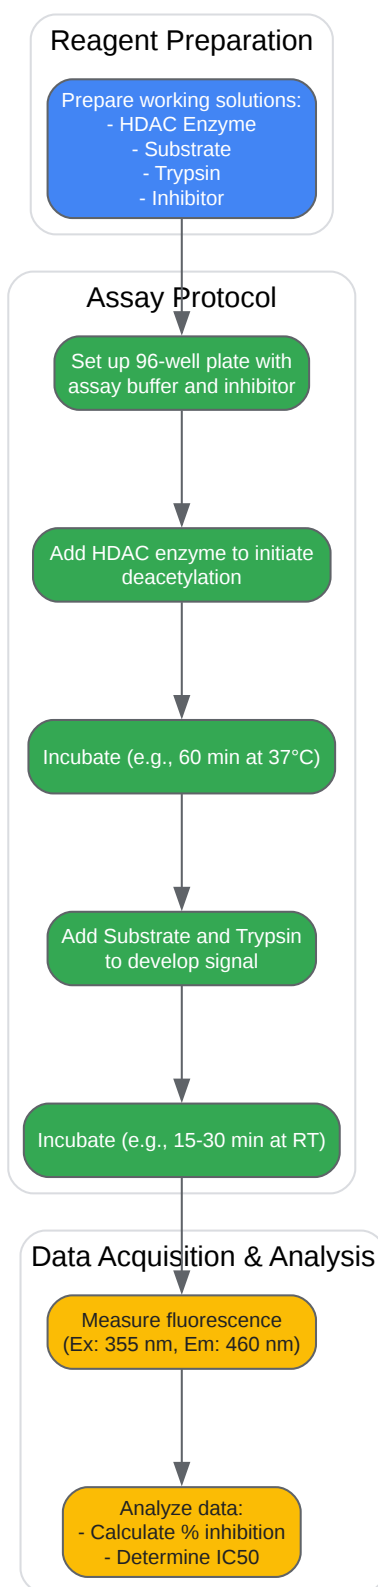 Reagent Preparation
Prepare working solutions:
- HDAC Enzyme
- Substrate
- Trypsin
- Inhibitor
Assay Protocol
Set up 96-well plate with
assay buffer and inhibitor
Add HDAC enzyme to initiate
deacetylation
Incubate (e.g., 60 min at 37°C)
Add Substrate and Trypsin
to develop signal
Incubate (e.g., 15-30 min at RT)
Data Acquisition & Analysis
Measure fluorescence
(Ex: 355 nm, Em: 460 nm)
Analyze data:
- Calculate % inhibition
- Determine IC50